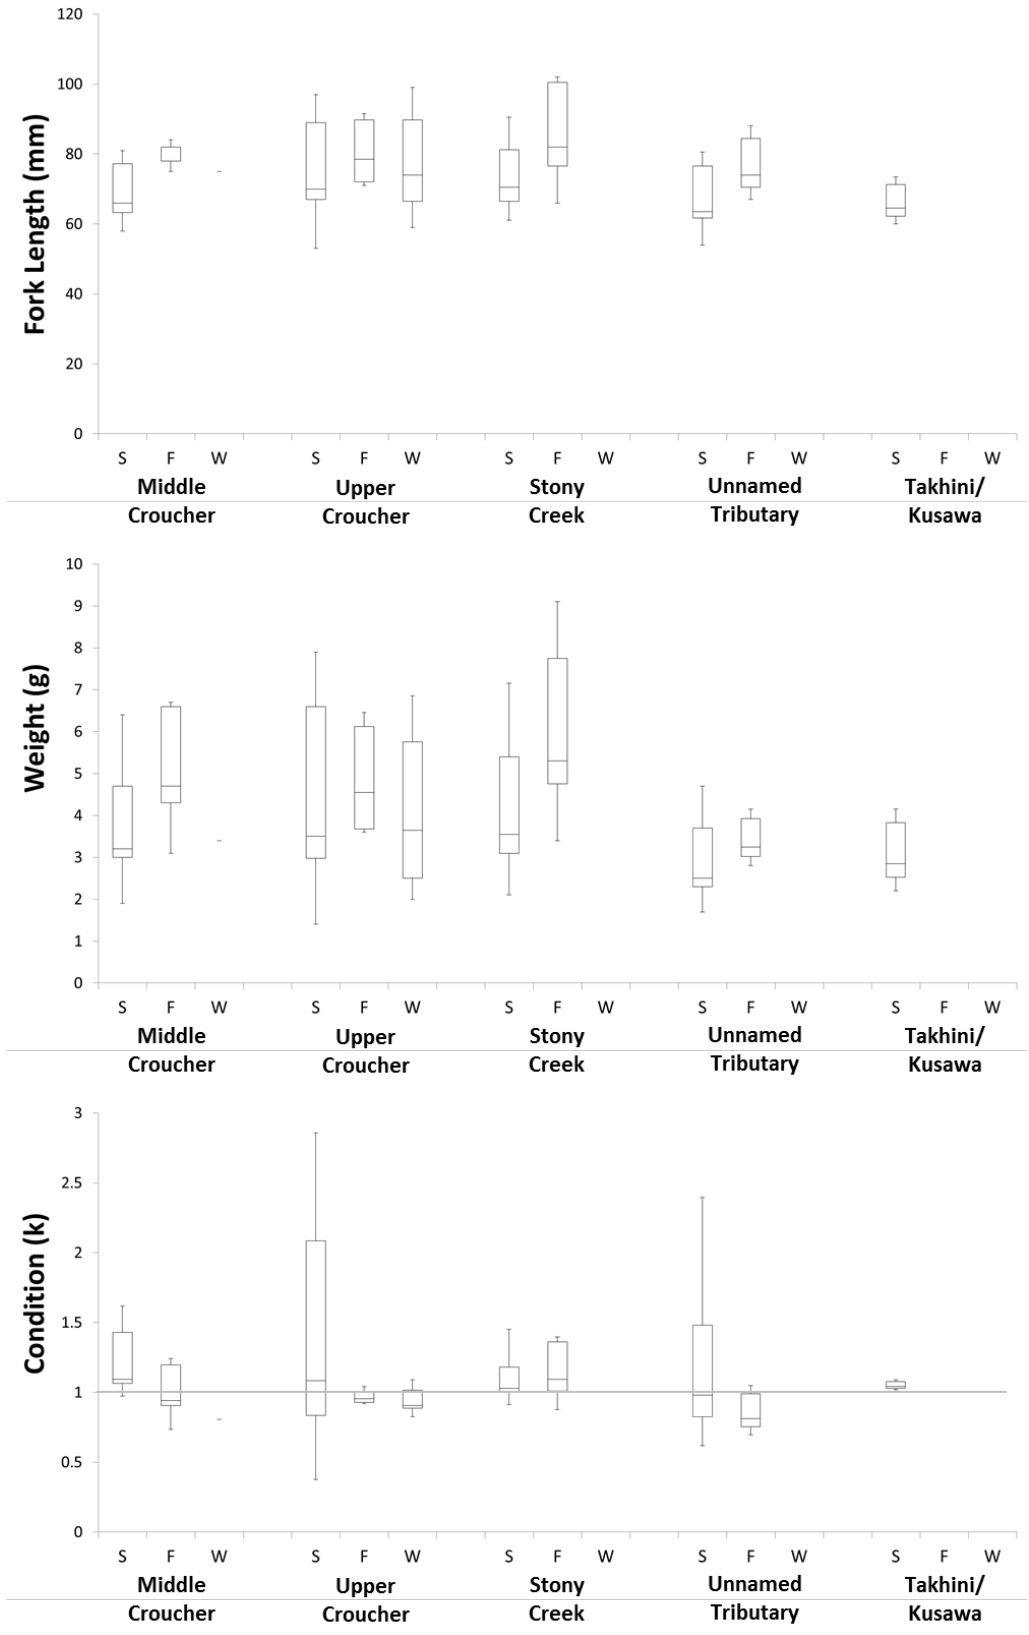 120
100
80
60
40
20
0
Fork Length (mm)
S F W S F W S F W S F W S F W
Middle Upper Stony Unnamed Takhini/
Croucher Croucher Creek Tributary Kusawa
10
9
8
7
6
5
4
3
2
1
0
Weight (g)
S F W S F W S F W S F W S F W
Middle Upper Stony Unnamed Takhini/
Croucher Croucher Creek Tributary Kusawa
3
2.5
2
1.5
1
0.5
0
Condition (k)
S F W S F W S F W S F W S F W
Middle Upper Stony Unnamed Takhini/
Croucher Croucher Creek Tributary Kusawa